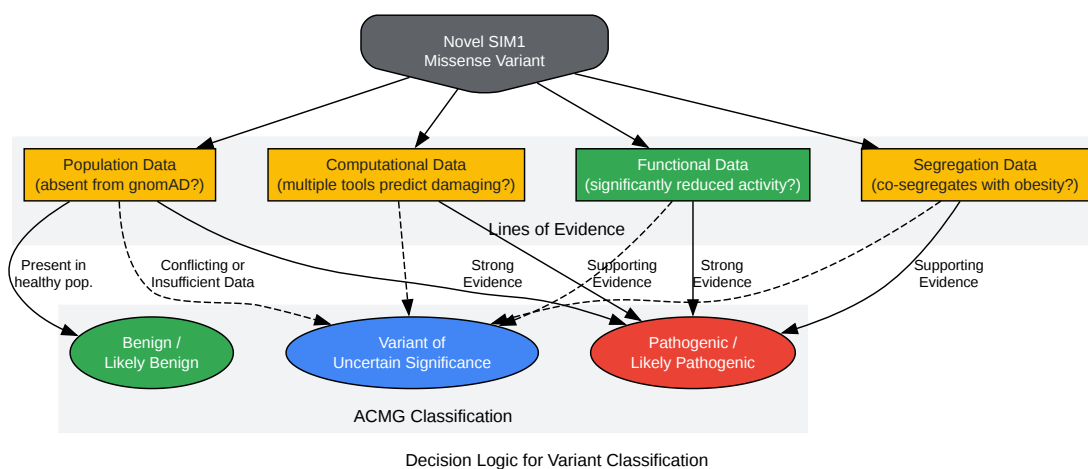 Novel SIM1
Missense Variant
Population Data
(absent from gnomAD?)
Computational Data
(multiple tools predict damaging?)
Functional Data
(significantly reduced activity?)
Segregation Data
(co-segregates with obesity?)
Lines of Evidence
Present in
healthy pop.
Conflicting or
Insufficient Data
Strong
Evidence
Supporting
Evidence
Strong
Evidence
Supporting
Evidence
Benign /
Likely Benign
Variant of
Uncertain Significance
Pathogenic /
Likely Pathogenic
ACMG Classification
Decision Logic for Variant Classification